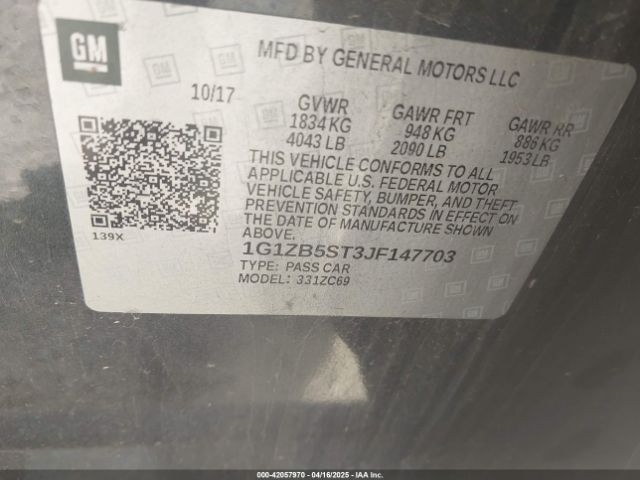 GM
MFD BY GENERAL MOTORS LLC
10/17
GVWR
1834 KG
4043 LB
GAWR FRT
948 KG
2090 LB
GAWR RR
886 KG
1953 LB
THIS VEHICLE CONFORMS TO ALL
APPLICABLE U.S. FEDERAL MOTOR
VEHICLE SAFETY, BUMPER, AND THEFT
PREVENTION STANDARDS IN EFFECT ON
THE DATE OF MANUFACTURE SHOWN
ABOVE.
139X
1G1ZB5ST3JF147703
TYPE: PASS CAR
MODEL: 331ZC69
000-42057970 - 04/16/2025 - IAA Inc.